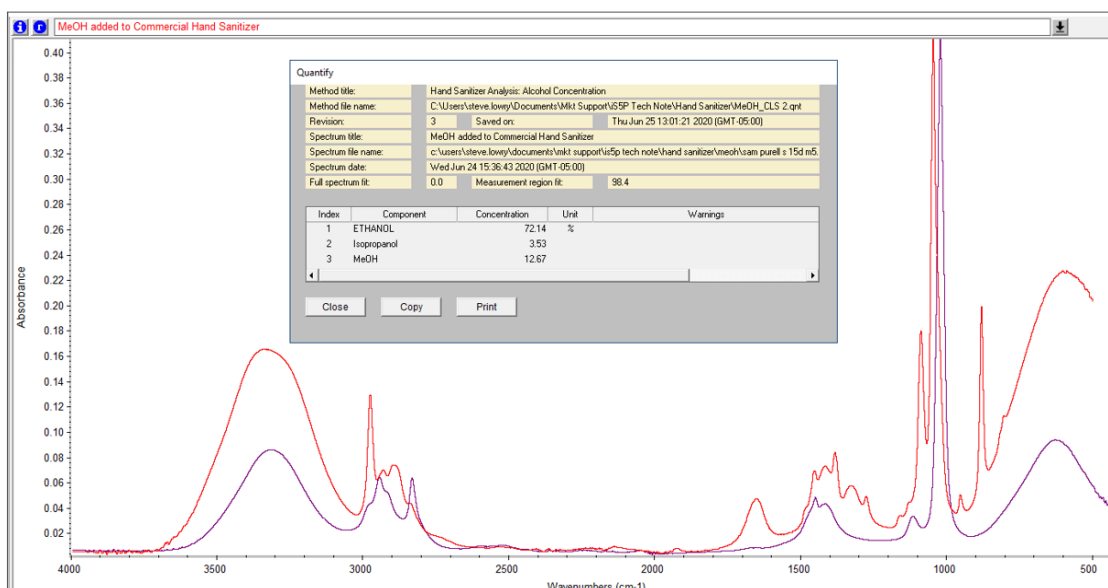 i r MeOH added to Commercial Hand Sanitizer
Quantify
Method title: Hand Sanitizer Analysis: Alcohol Concentration
Method file name: C:\Users\steve.lowry\Documents\Mkt Support\iS5P Tech Note\Hand Sanitizer\MeOH_CLS 2.qnt
Revision: 3 Saved on: Thu Jun 25 13:01:21 2020 (GMT-05:00)
Spectrum title: MeOH added to Commercial Hand Sanitizer
Spectrum file name: c:\users\steve.lowry\documents\mkt support\is5p tech note\hand sanitizer\meoh\sam purell s 15d m5.
Spectrum date: Wed Jun 24 15:36:43 2020 (GMT-05:00)
Full spectrum fit: 0.0 Measurement region fit: 98.4
Index Component Concentration Unit Warnings
1 ETHANOL 72.14 %
2 Isopropanol 3.53
3 MeOH 12.67
Close Copy Print
Absorbance
0.40
0.38
0.36
0.34
0.32
0.30
0.28
0.26
0.24
0.22
0.20
0.18
0.16
0.14
0.12
0.10
0.08
0.06
0.04
0.02
4000 3500 3000 2500 2000 1500 1000 500
Wavenumbers (cm-1)